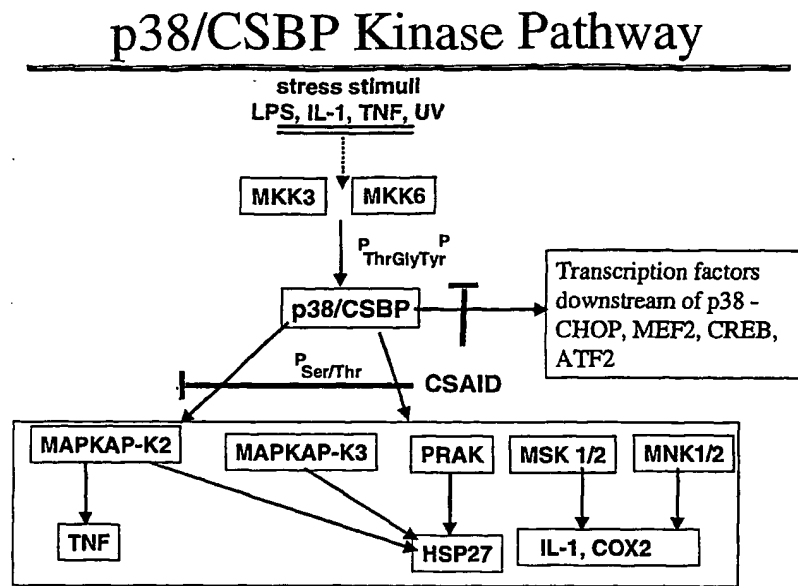 p38/CSBP Kinase Pathway
stress stimuli
LPS, IL-1, TNF, UV
MKK3
MKK6
P P
ThrGlyTyr
p38/CSBP
Transcription factors
downstream of p38 -
CHOP, MEF2, CREB,
ATF2
P
Ser/Thr
CSAID
MAPKAP-K2
MAPKAP-K3
PRAK
MSK 1/2
MNK1/2
TNF
HSP27
IL-1, COX2